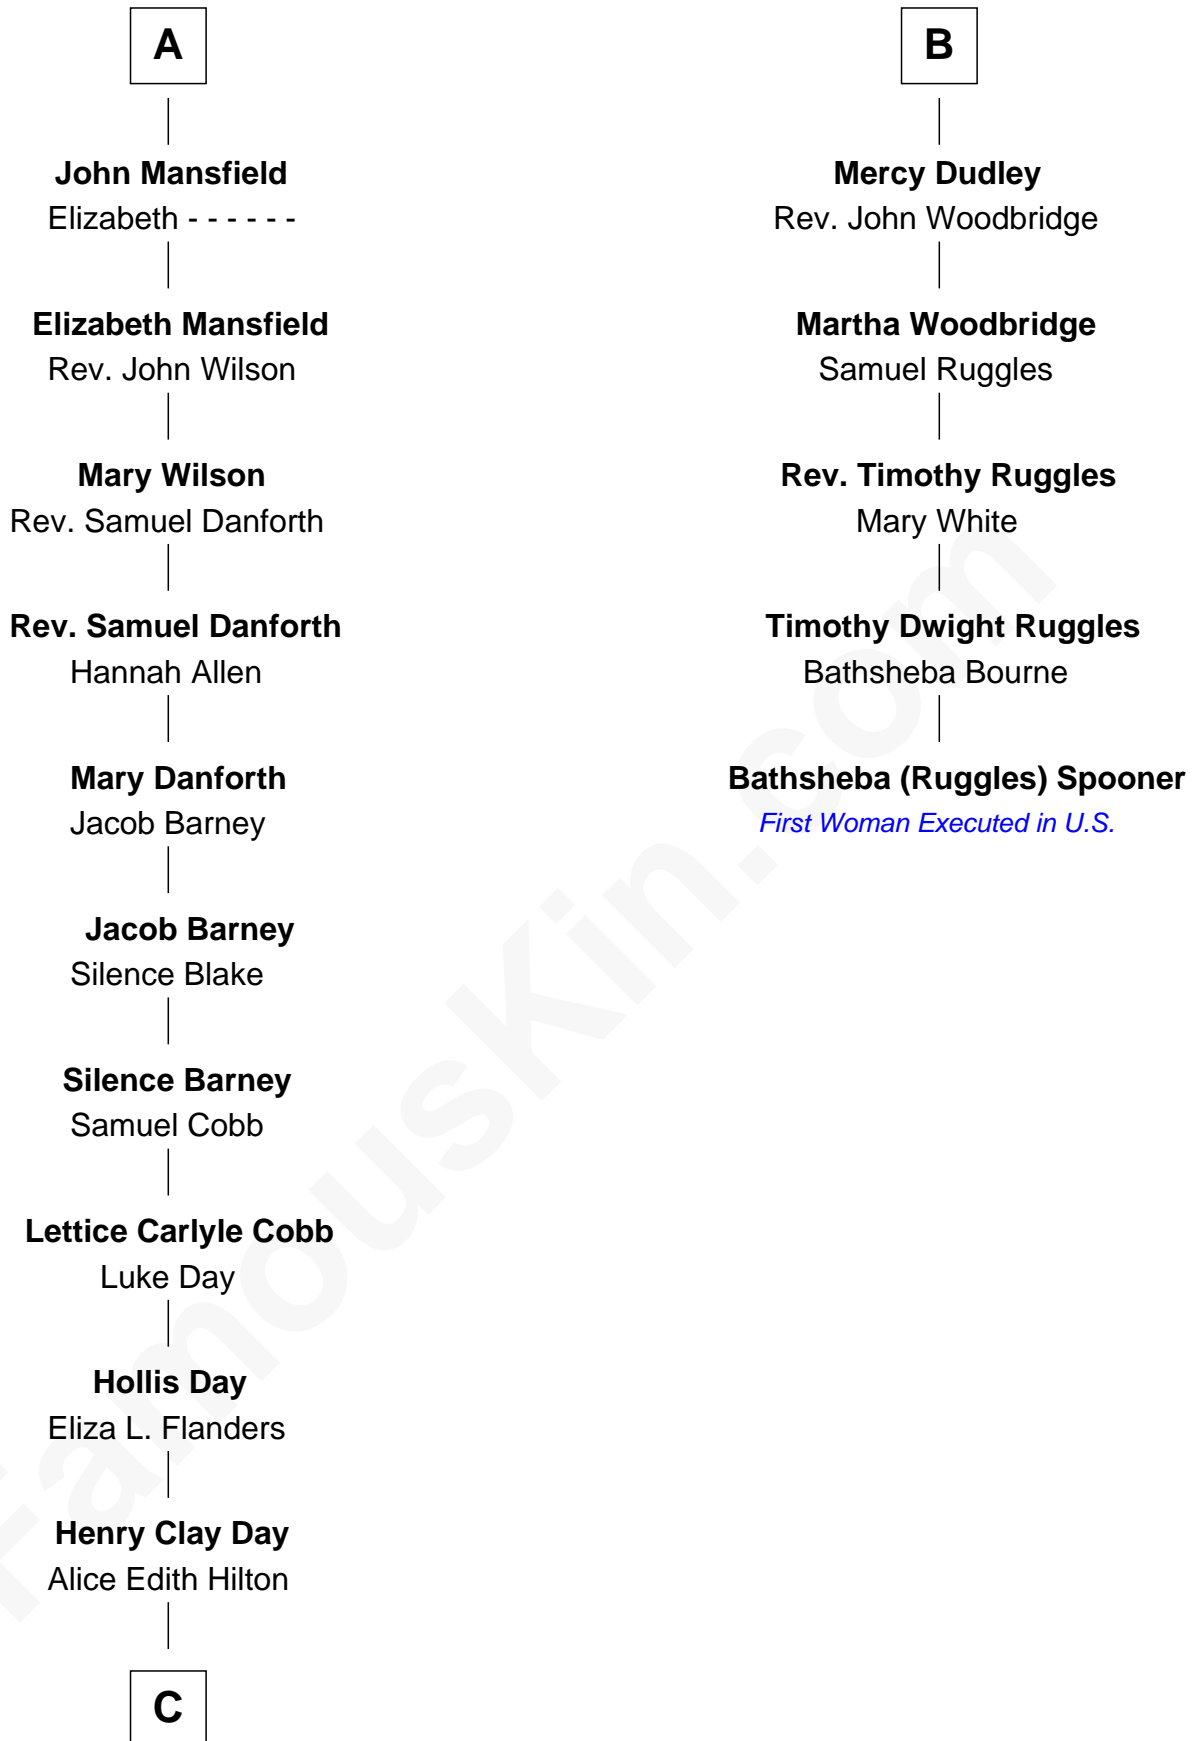 A
John Mansfield
Elizabeth - - - - - -
Elizabeth Mansfield
Rev. John Wilson
Mary Wilson
Rev. Samuel Danforth
Rev. Samuel Danforth
Hannah Allen
Mary Danforth
Jacob Barney
Jacob Barney
Silence Blake
Silence Barney
Samuel Cobb
Lettice Carlyle Cobb
Luke Day
Hollis Day
Eliza L. Flanders
Henry Clay Day
Alice Edith Hilton
C
B
Mercy Dudley
Rev. John Woodbridge
Martha Woodbridge
Samuel Ruggles
Rev. Timothy Ruggles
Mary White
Timothy Dwight Ruggles
Bathsheba Bourne
Bathsheba (Ruggles) Spooner
First Woman Executed in U.S.
FamousKin.com